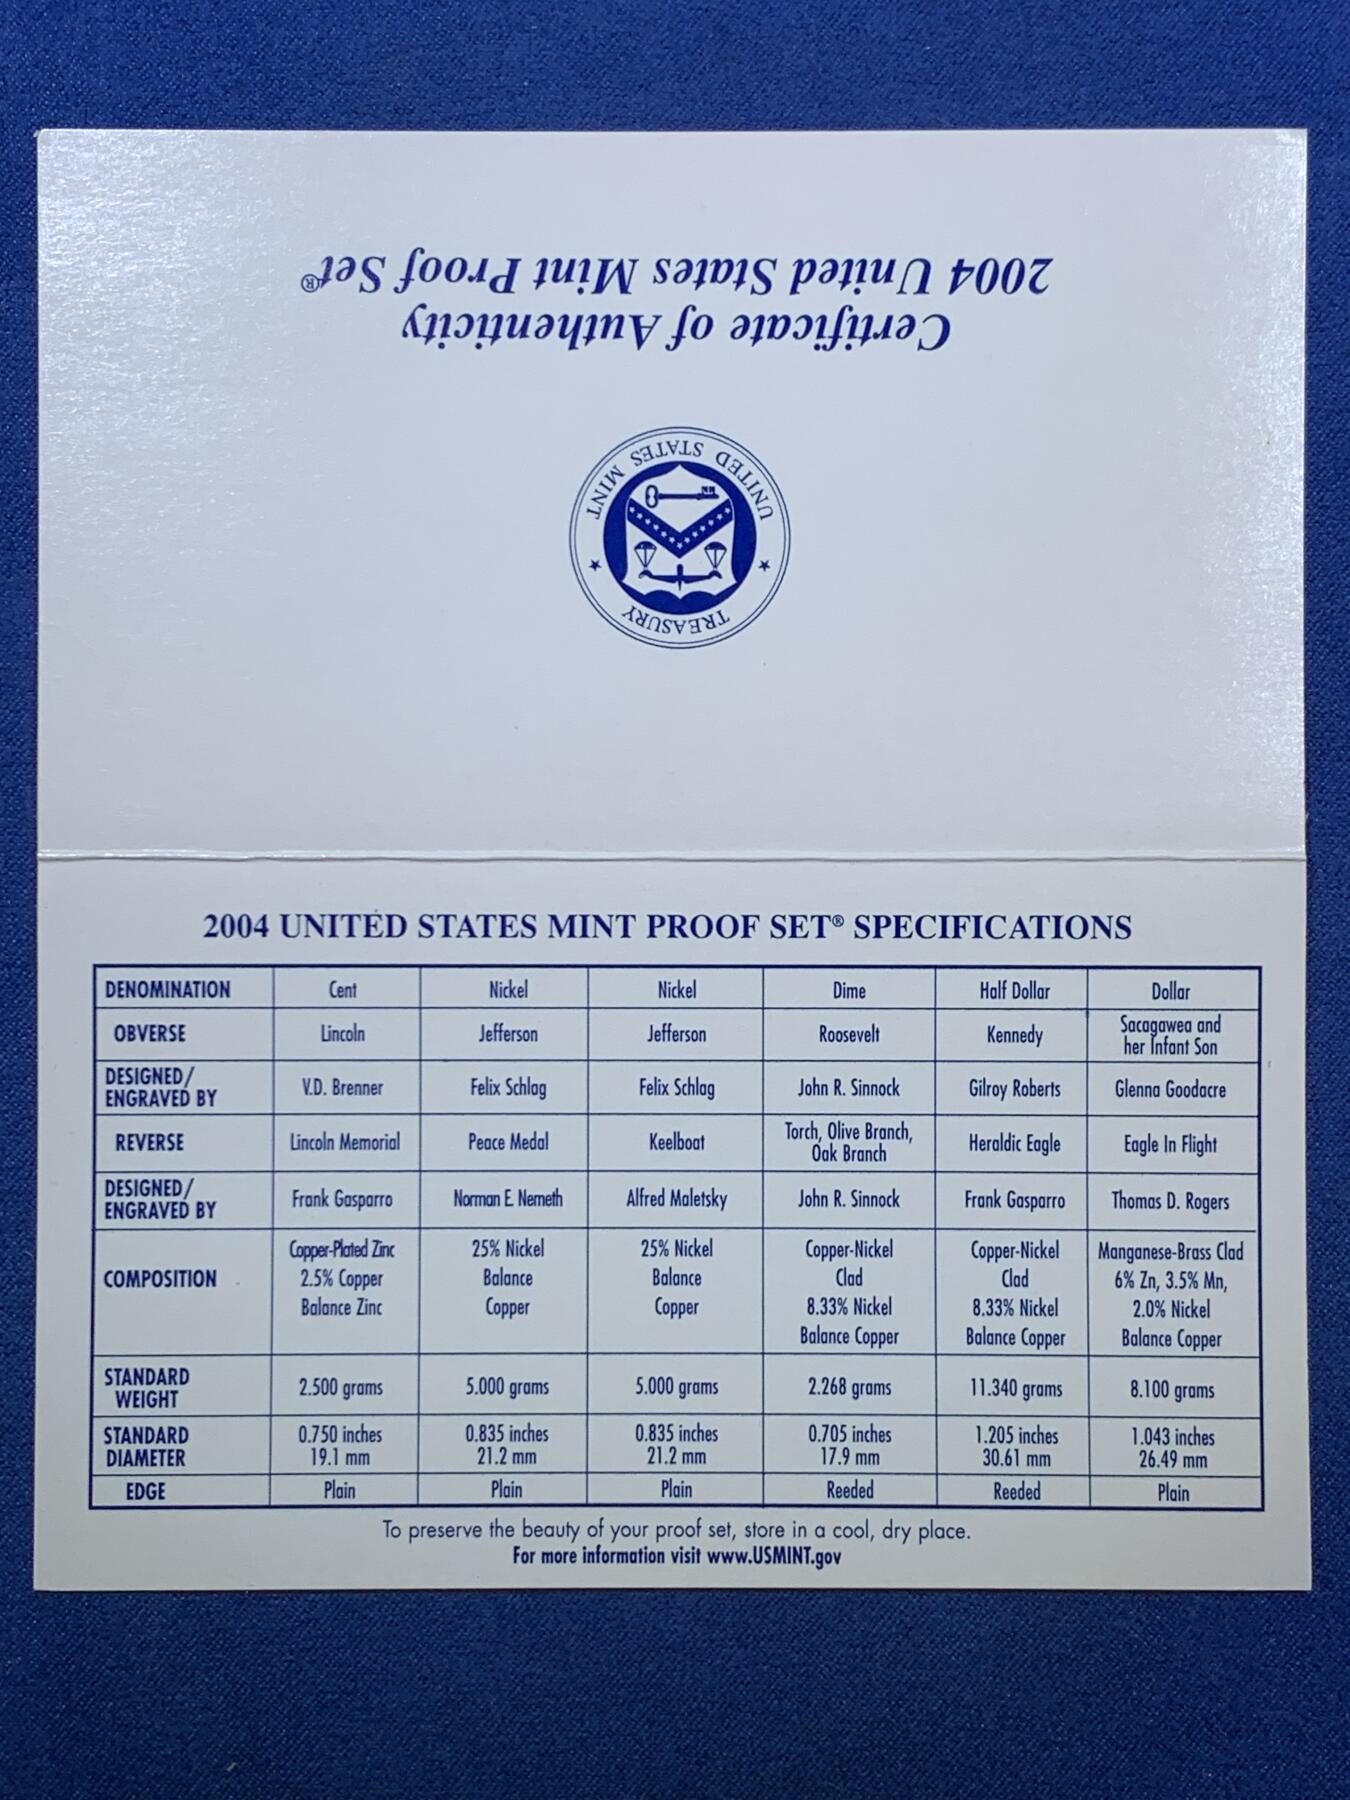 Certificate of Authenticity
2004 United States Mint Proof Set®
UNITED STATES MINT
TREASURY
2004 UNITED STATES MINT PROOF SET® SPECIFICATIONS
DENOMINATION Cent Nickel Nickel Dime Half Dollar Dollar
OBVERSE Lincoln Jefferson Jefferson Roosevelt Kennedy Sacagawea and
her Infant Son
DESIGNED/
ENGRAVED BY V.D. Brenner Felix Schlag Felix Schlag John R. Sinnock Gilroy Roberts Glenna Goodacre
REVERSE Lincoln Memorial Peace Medal Keelboat Torch, Olive Branch,
Oak Branch Heraldic Eagle Eagle In Flight
DESIGNED/
ENGRAVED BY Frank Gasparro Norman E. Nemeth Alfred Maletsky John R. Sinnock Frank Gasparro Thomas D. Rogers
COMPOSITION Copper-Plated Zinc 25% Nickel 25% Nickel Copper-Nickel Copper-Nickel Manganese-Brass Clad
2.5% Copper Balance Balance Clad Clad 6% Zn, 3.5% Mn,
Balance Zinc Copper Copper 8.33% Nickel 8.33% Nickel 2.0% Nickel
Balance Copper Balance Copper Balance Copper
STANDARD
WEIGHT 2.500 grams 5.000 grams 5.000 grams 2.268 grams 11.340 grams 8.100 grams
STANDARD 0.750 inches 0.835 inches 0.835 inches 0.705 inches 1.205 inches 1.043 inches
DIAMETER 19.1 mm 21.2 mm 21.2 mm 17.9 mm 30.61 mm 26.49 mm
EDGE Plain Plain Plain Reeded Reeded Plain
To preserve the beauty of your proof set, store in a cool, dry place.
For more information visit www.USMINT.gov